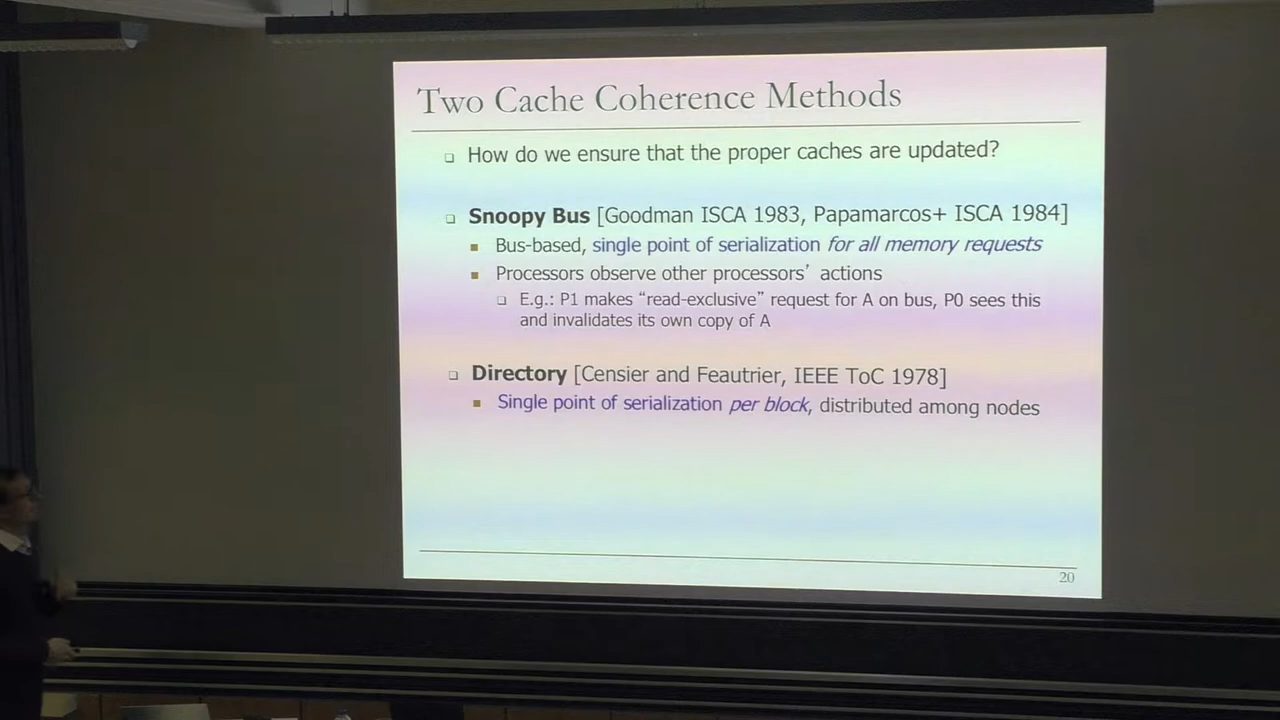 Two Cache Coherence Methods
How do we ensure that the proper caches are updated?
Snoopy Bus [Goodman ISCA 1983, Papamarcos+ ISCA 1984]
Bus-based, single point of serialization for all memory requests
Processors observe other processors’ actions
E.g.: P1 makes “read-exclusive” request for A on bus, P0 sees this
and invalidates its own copy of A
Directory [Censier and Feautrier, IEEE ToC 1978]
Single point of serialization per block, distributed among nodes
20